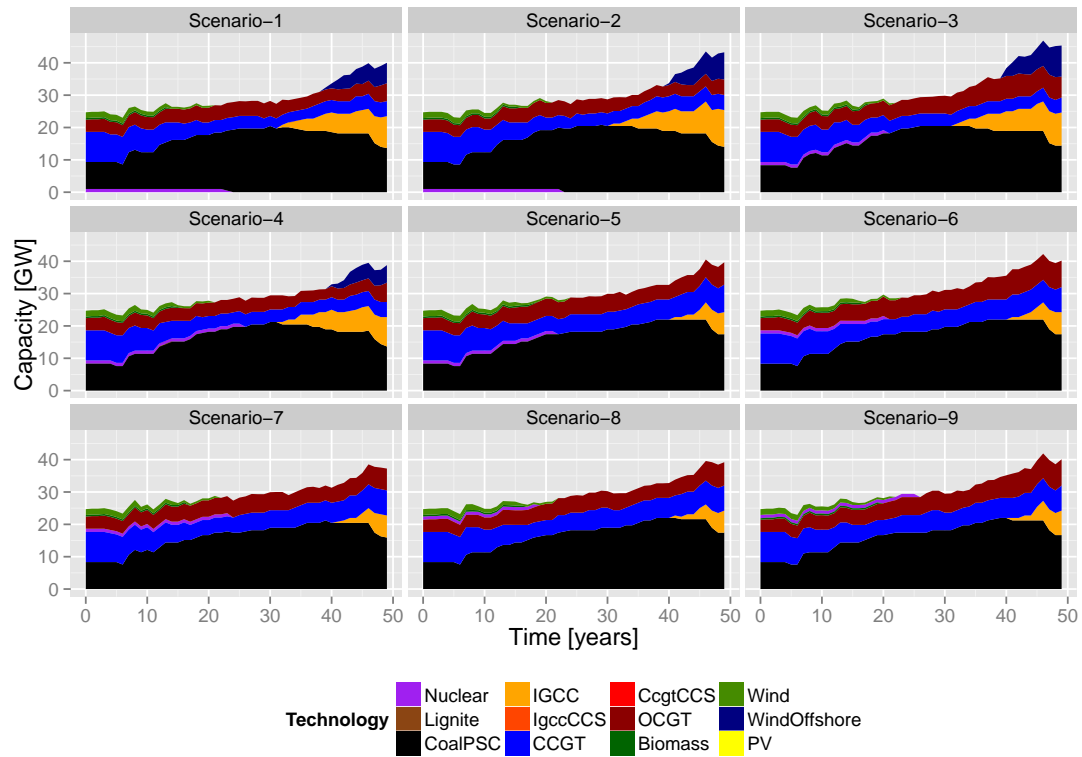 Scenario−1 Scenario−2 Scenario−3
40
30
20
10
0
Scenario−4 Scenario−5 Scenario−6
40
30
20
10
0
Scenario−7 Scenario−8 Scenario−9
40
30
20
10
0
Capacity [GW]
0 10 20 30 40 50 0 10 20 30 40 50 0 10 20 30 40 50
Time [years]
Technology
Nuclear IGCC CcgtCCS Wind
Lignite IgccCCS OCGT WindOffshore
CoalPSC CCGT Biomass PV